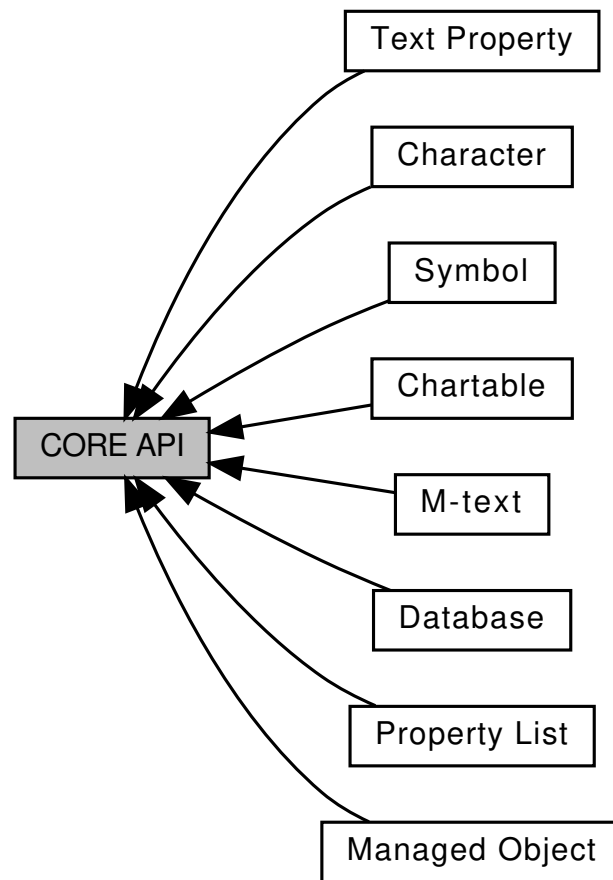 Text Property
Character
Symbol
Chartable
CORE API
M-text
Database
Property List
Managed Object